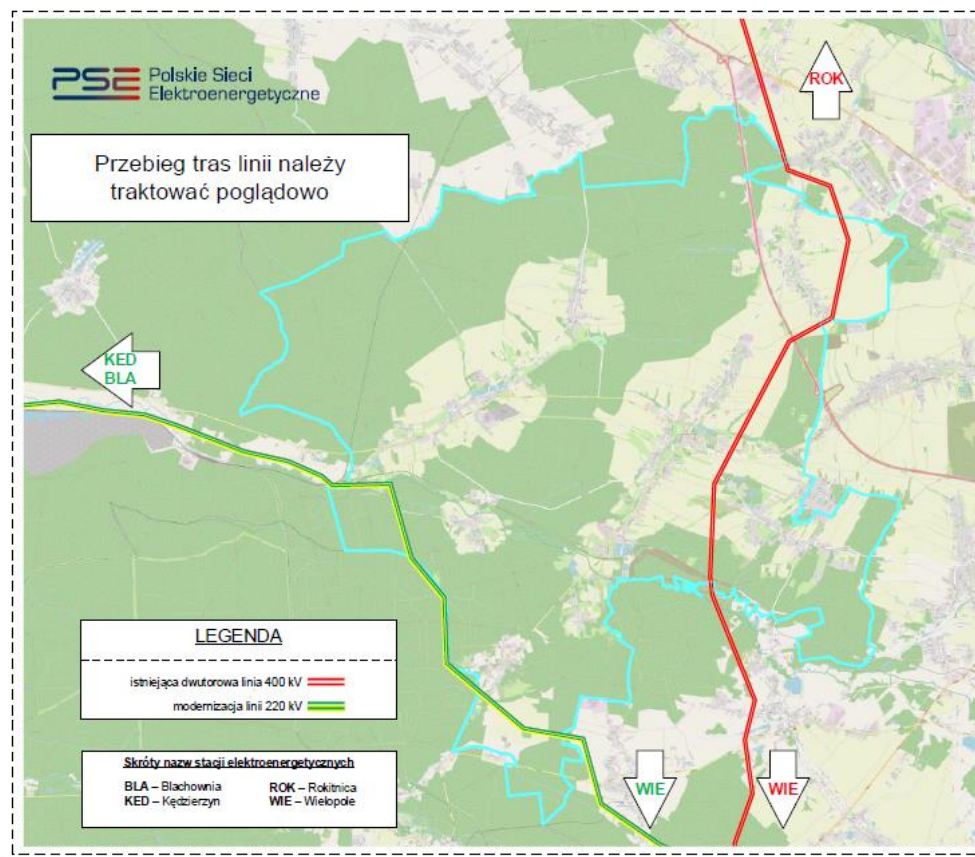 PSE Polskie Sieci
Elektroenergetyczne
Przebieg tras linii należy
traktować poglądowo
ROK
KED
BLA
LEGENDA
istniejąca dwutorowa linia 400 kV
modernizacja linii 220 kV
Skróty nazw stacji elektroenergetycznych
BLA – Blachownia
ROK – Rokitnica
KED – Kędzierzyn
WIE – Wielopole
WIE
WIE